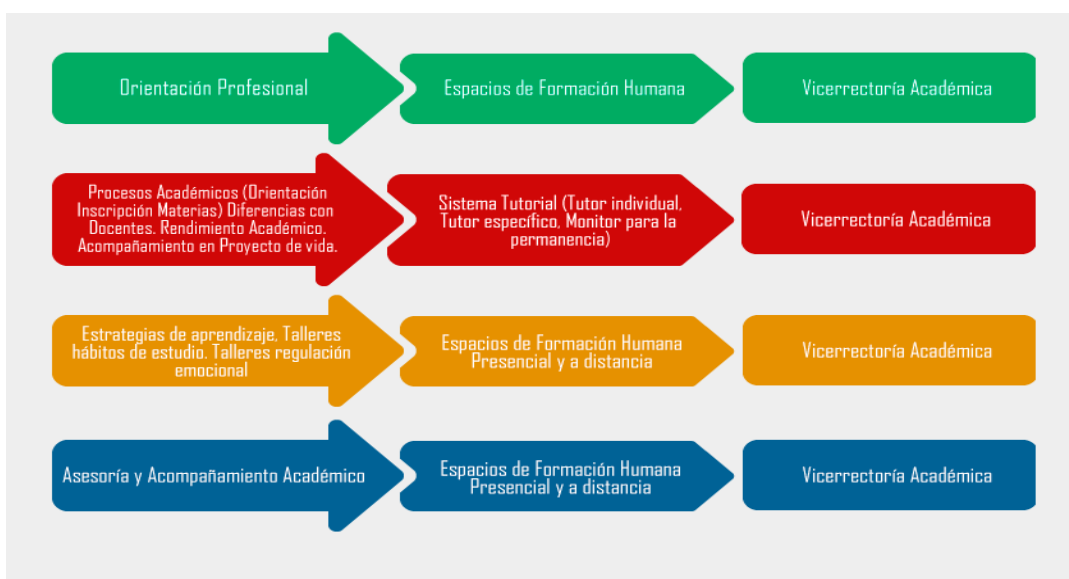 Orientación Profesional
Espacios de Formación Humana
Vicerrectoría Académica
Procesos Académicos (Orientación
Inscripción Materias) Diferencias con
Docentes. Rendimiento Académico.
Acompañamiento en Proyecto de vida.
Sistema Tutorial (Tutor individual,
Tutor específico, Monitor para la
permanencia)
Vicerrectoría Académica
Estrategias de aprendizaje, Talleres
hábitos de estudio. Talleres regulación
emocional
Espacios de Formación Humana
Presencial y a distancia
Vicerrectoría Académica
Asesoría y Acompañamiento Académico
Espacios de Formación Humana
Presencial y a distancia
Vicerrectoría Académica